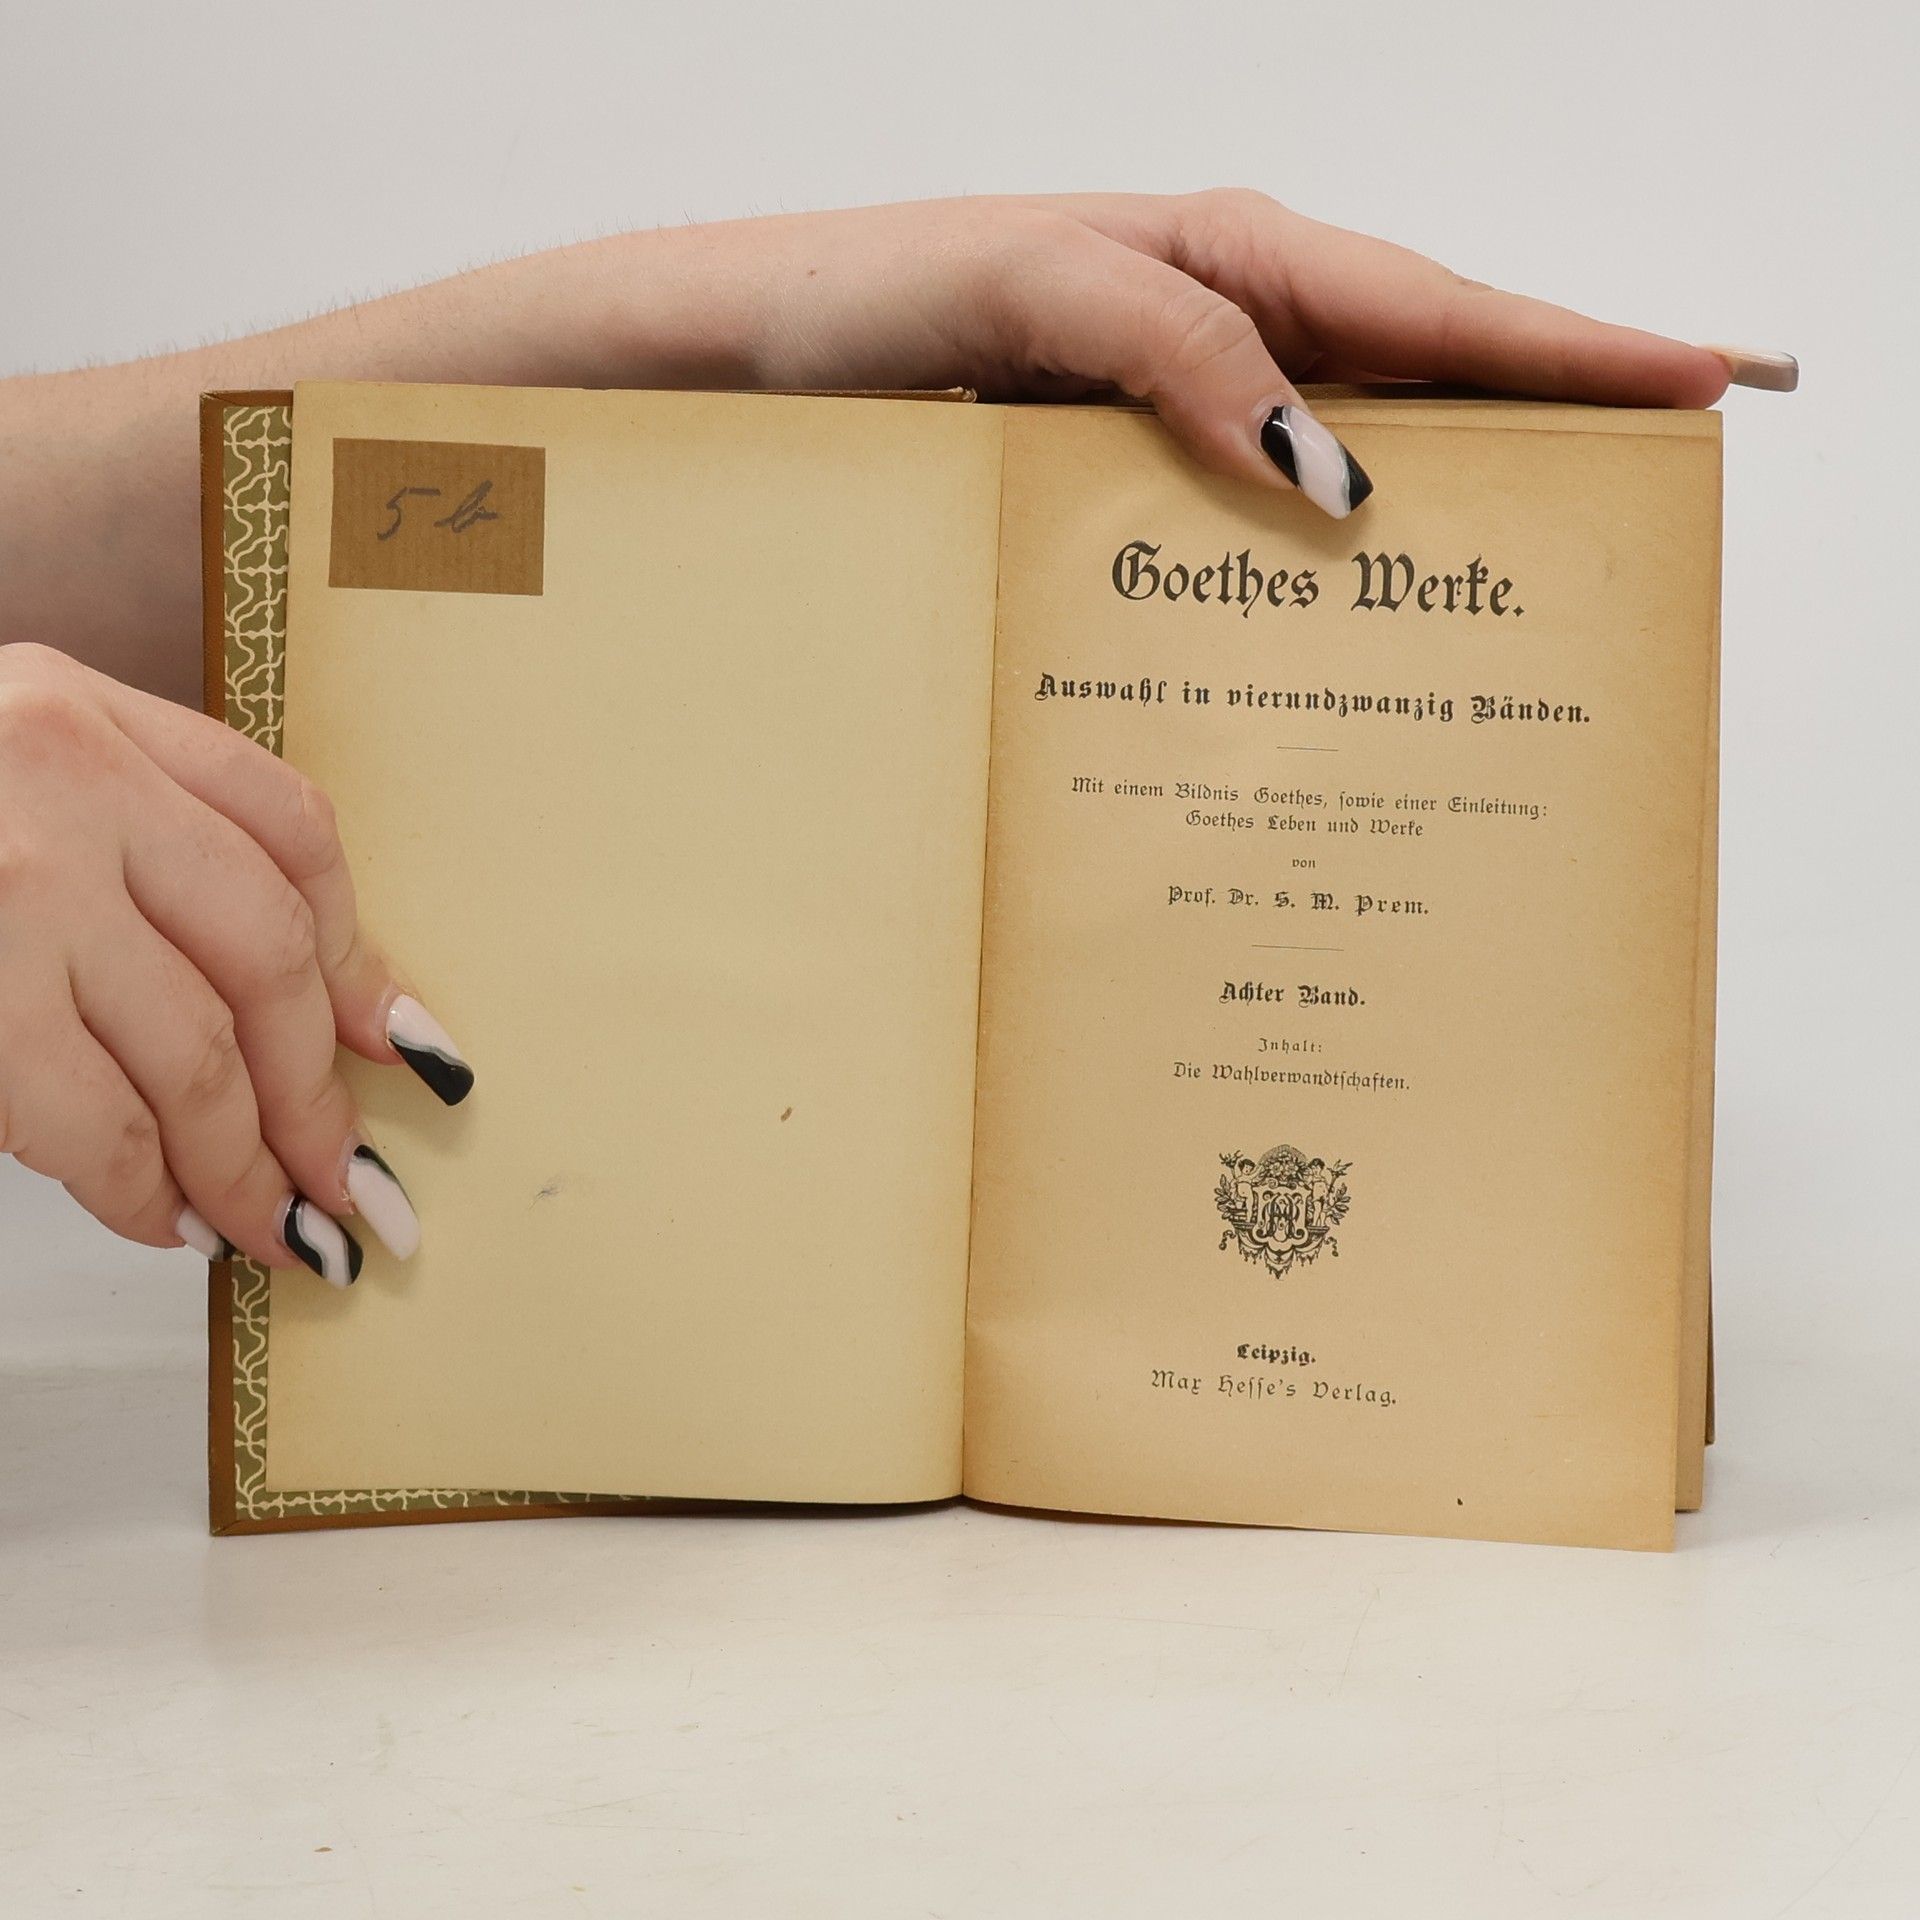 5 b
Goethes Werke.
Auswahl in vierundzwanzig Bänden.
Mit einem Bildnis Goethes, sowie einer Einleitung:
Goethes Leben und Werke
von
Prof. Dr. S. M. Prem.
Achter Band.
Inhalt:
Die Wahlverwandtschaften.
Leipzig.
Max Hesse's Verlag.